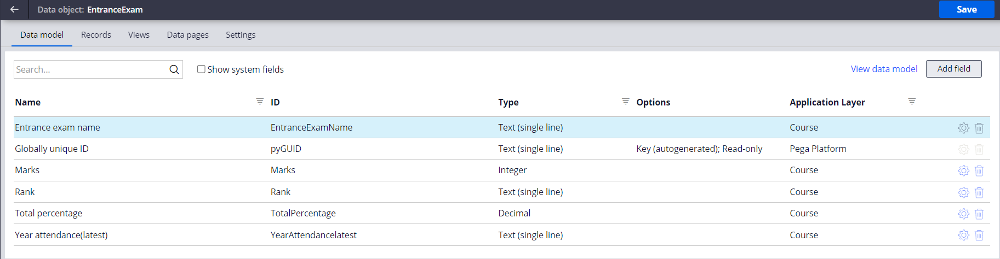 Data object: EntranceExam Save
Data model Records Views Data pages Settings
Search... Show system fields View data model Add field
Name ID Type Options Application Layer
Entrance exam name EntranceExamName Text (single line) Course
Globally unique ID pyGUID Text (single line) Key (autogenerated); Read-only Pega Platform
Marks Marks Integer Course
Rank Rank Text (single line) Course
Total percentage TotalPercentage Decimal Course
Year attendance(latest) YearAttendancelatest Text (single line) Course